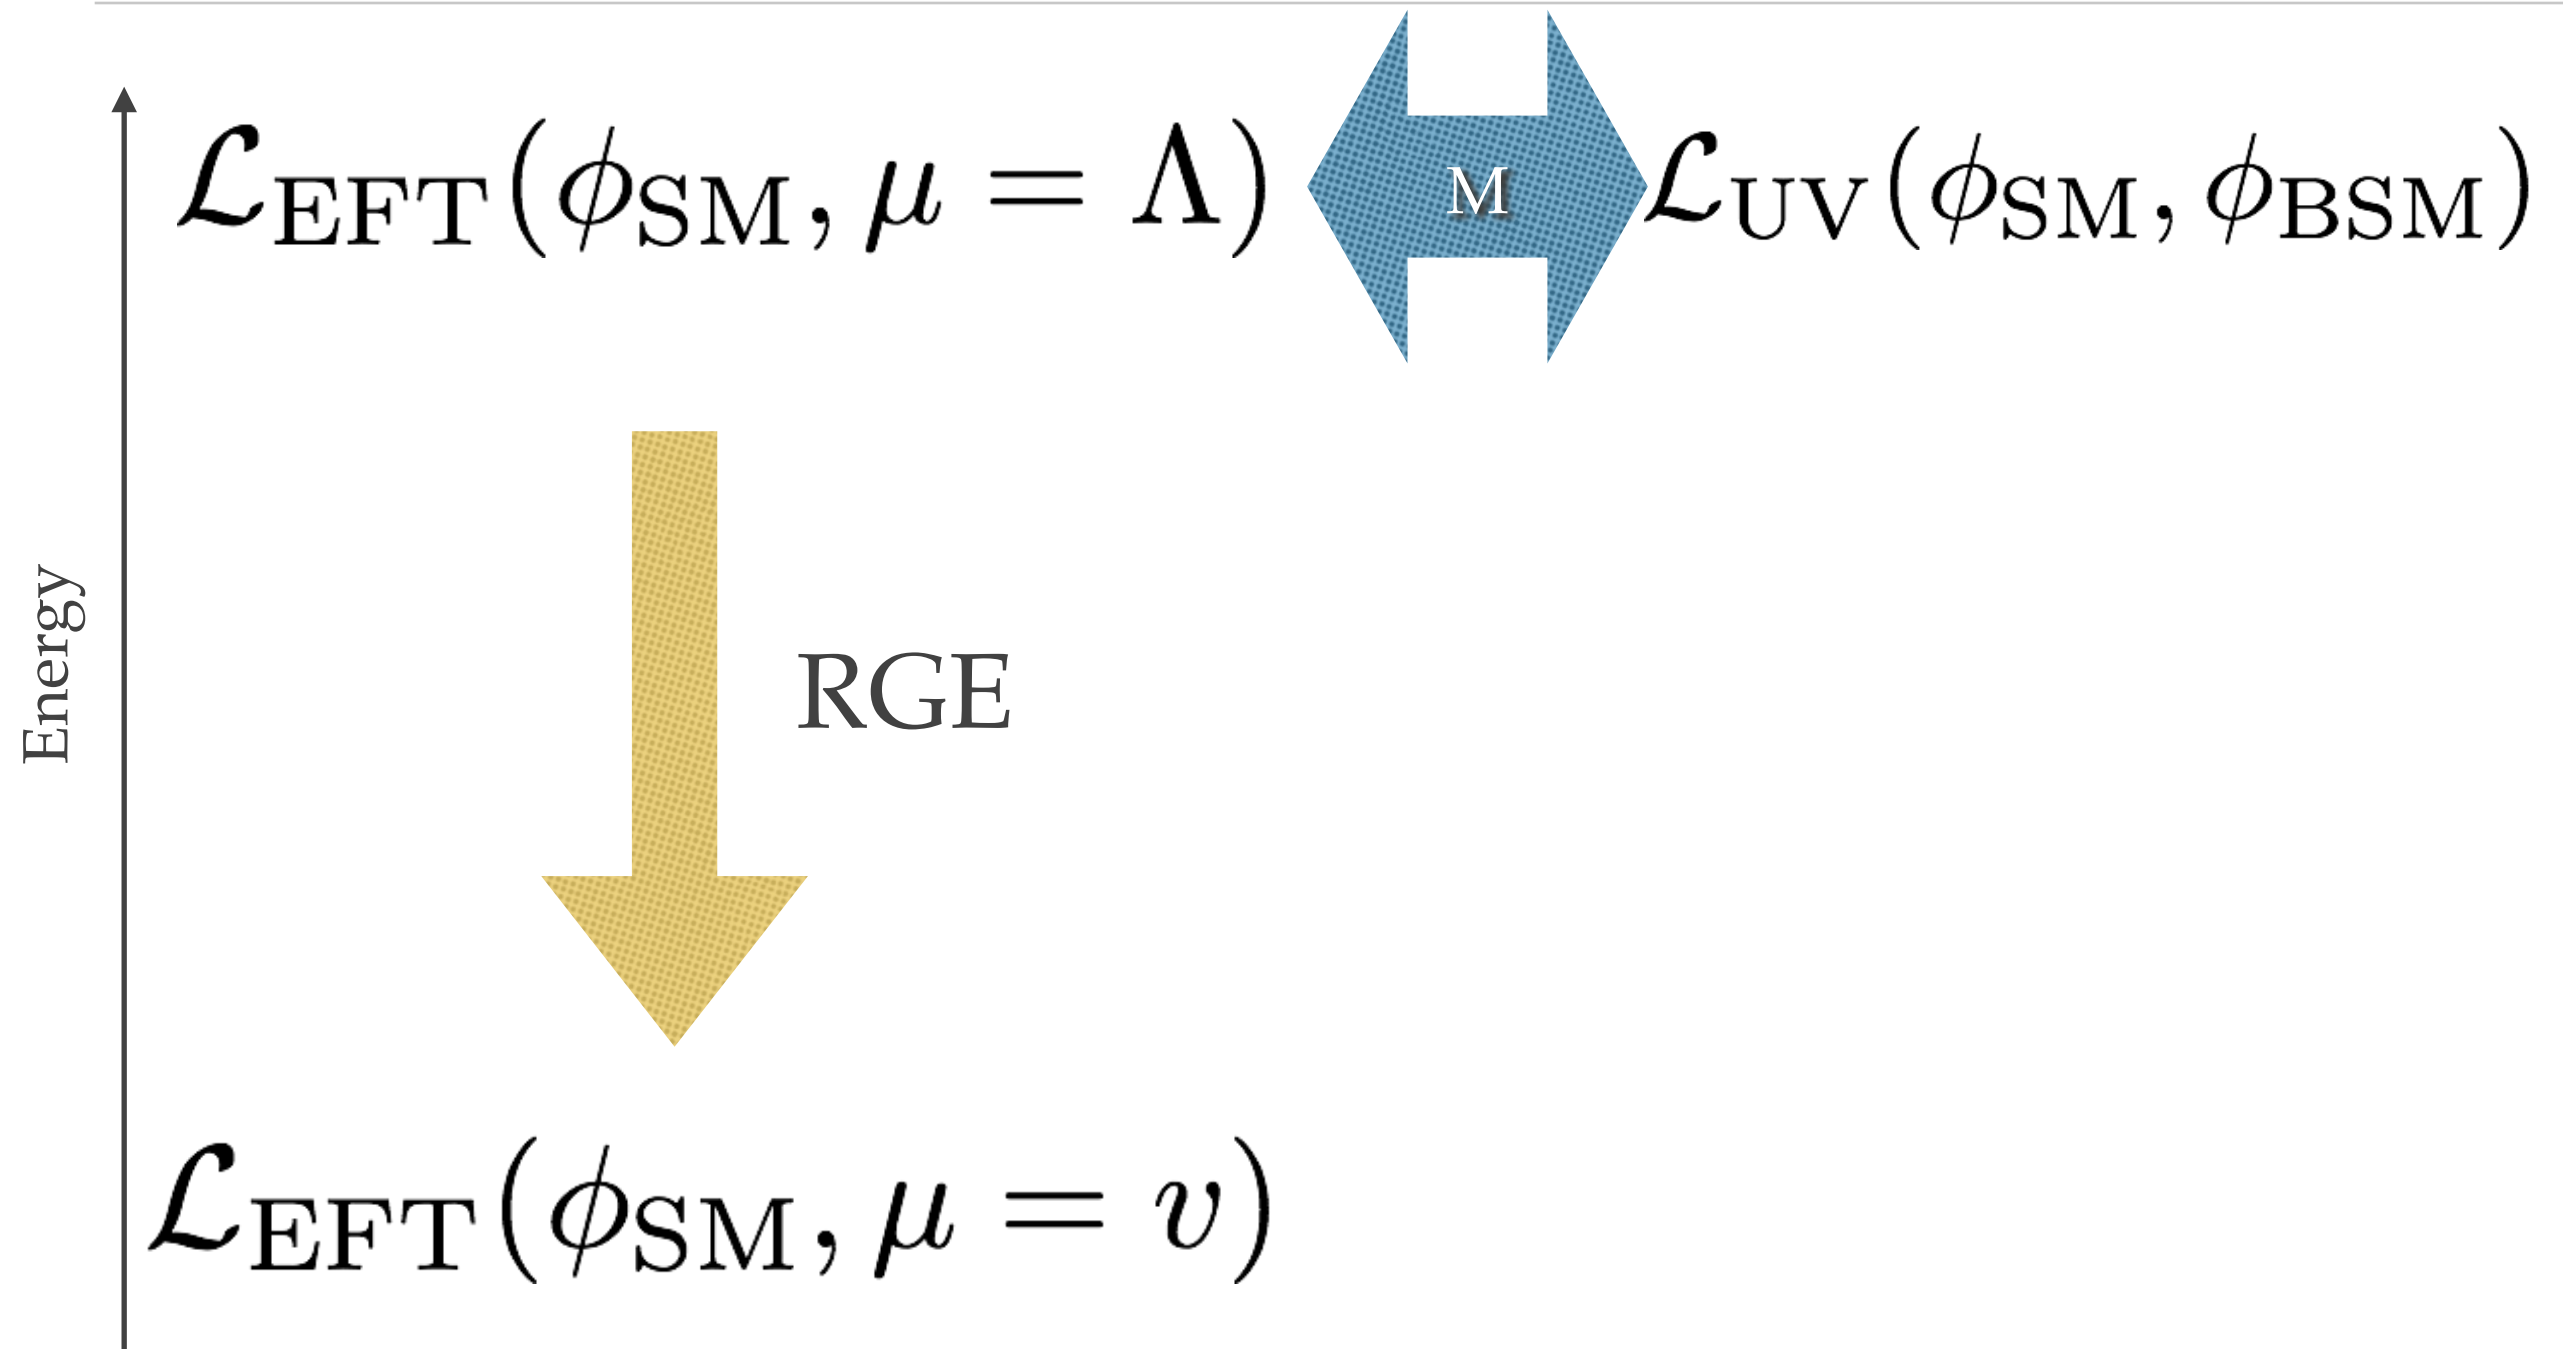 ℒ_EFT(ϕ_SM, μ = Λ)
M
ℒ_UV(ϕ_SM, ϕ_BSM)
Energy
RGE
ℒ_EFT(ϕ_SM, μ = v)